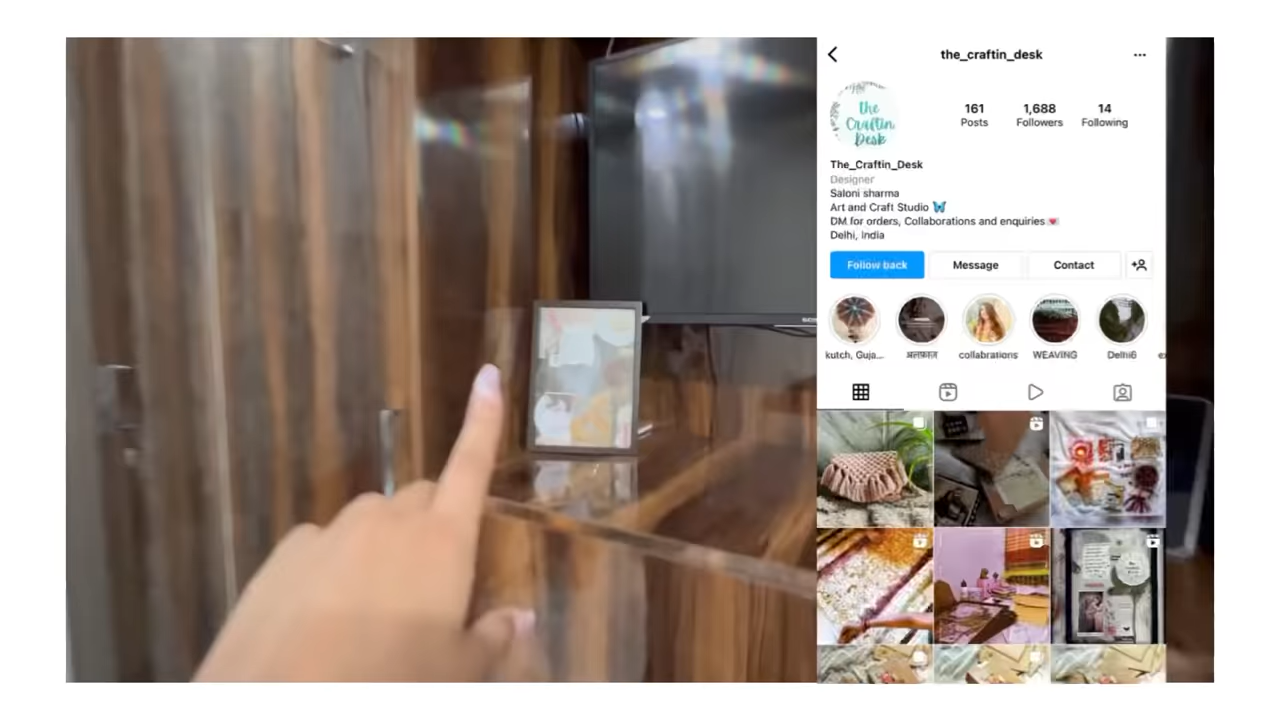 the_craftin_desk
the
Craftin
Desk
161
Posts
1,688
Followers
14
Following
The_Craftin_Desk
Designer
Saloni sharma
Art and Craft Studio 🦋
DM for orders, Collaborations and enquiries💌
Delhi, India
Follow back
Message
Contact
kutch, Guja...
अलफ़ाज़
collabrations
WEAVING
Delhi6